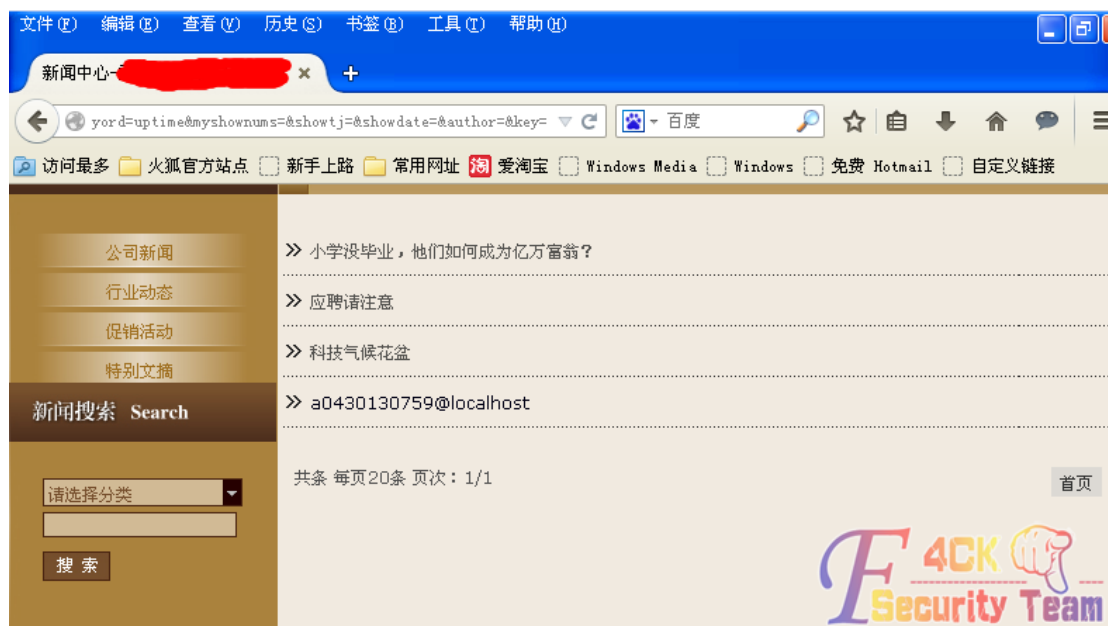 文件(F) 编辑(E) 查看(V) 历史(S) 书签(B) 工具(T) 帮助(H)
新闻中心-
yord=uptime&myshownums=&showtj=&showdate=&author=&key=
百度
访问最多 火狐官方站点 新手上路 常用网址 淘 爱淘宝 Windows Media Windows 免费 Hotmail 自定义链接
公司新闻
行业动态
促销活动
特别文摘
新闻搜索 Search
请选择分类
搜 索
» 小学没毕业，他们如何成为亿万富翁？
» 应聘请注意
» 科技气候花盆
» a0430130759@localhost
共条 每页20条 页次：1/1
首页
F4CK
Security Team